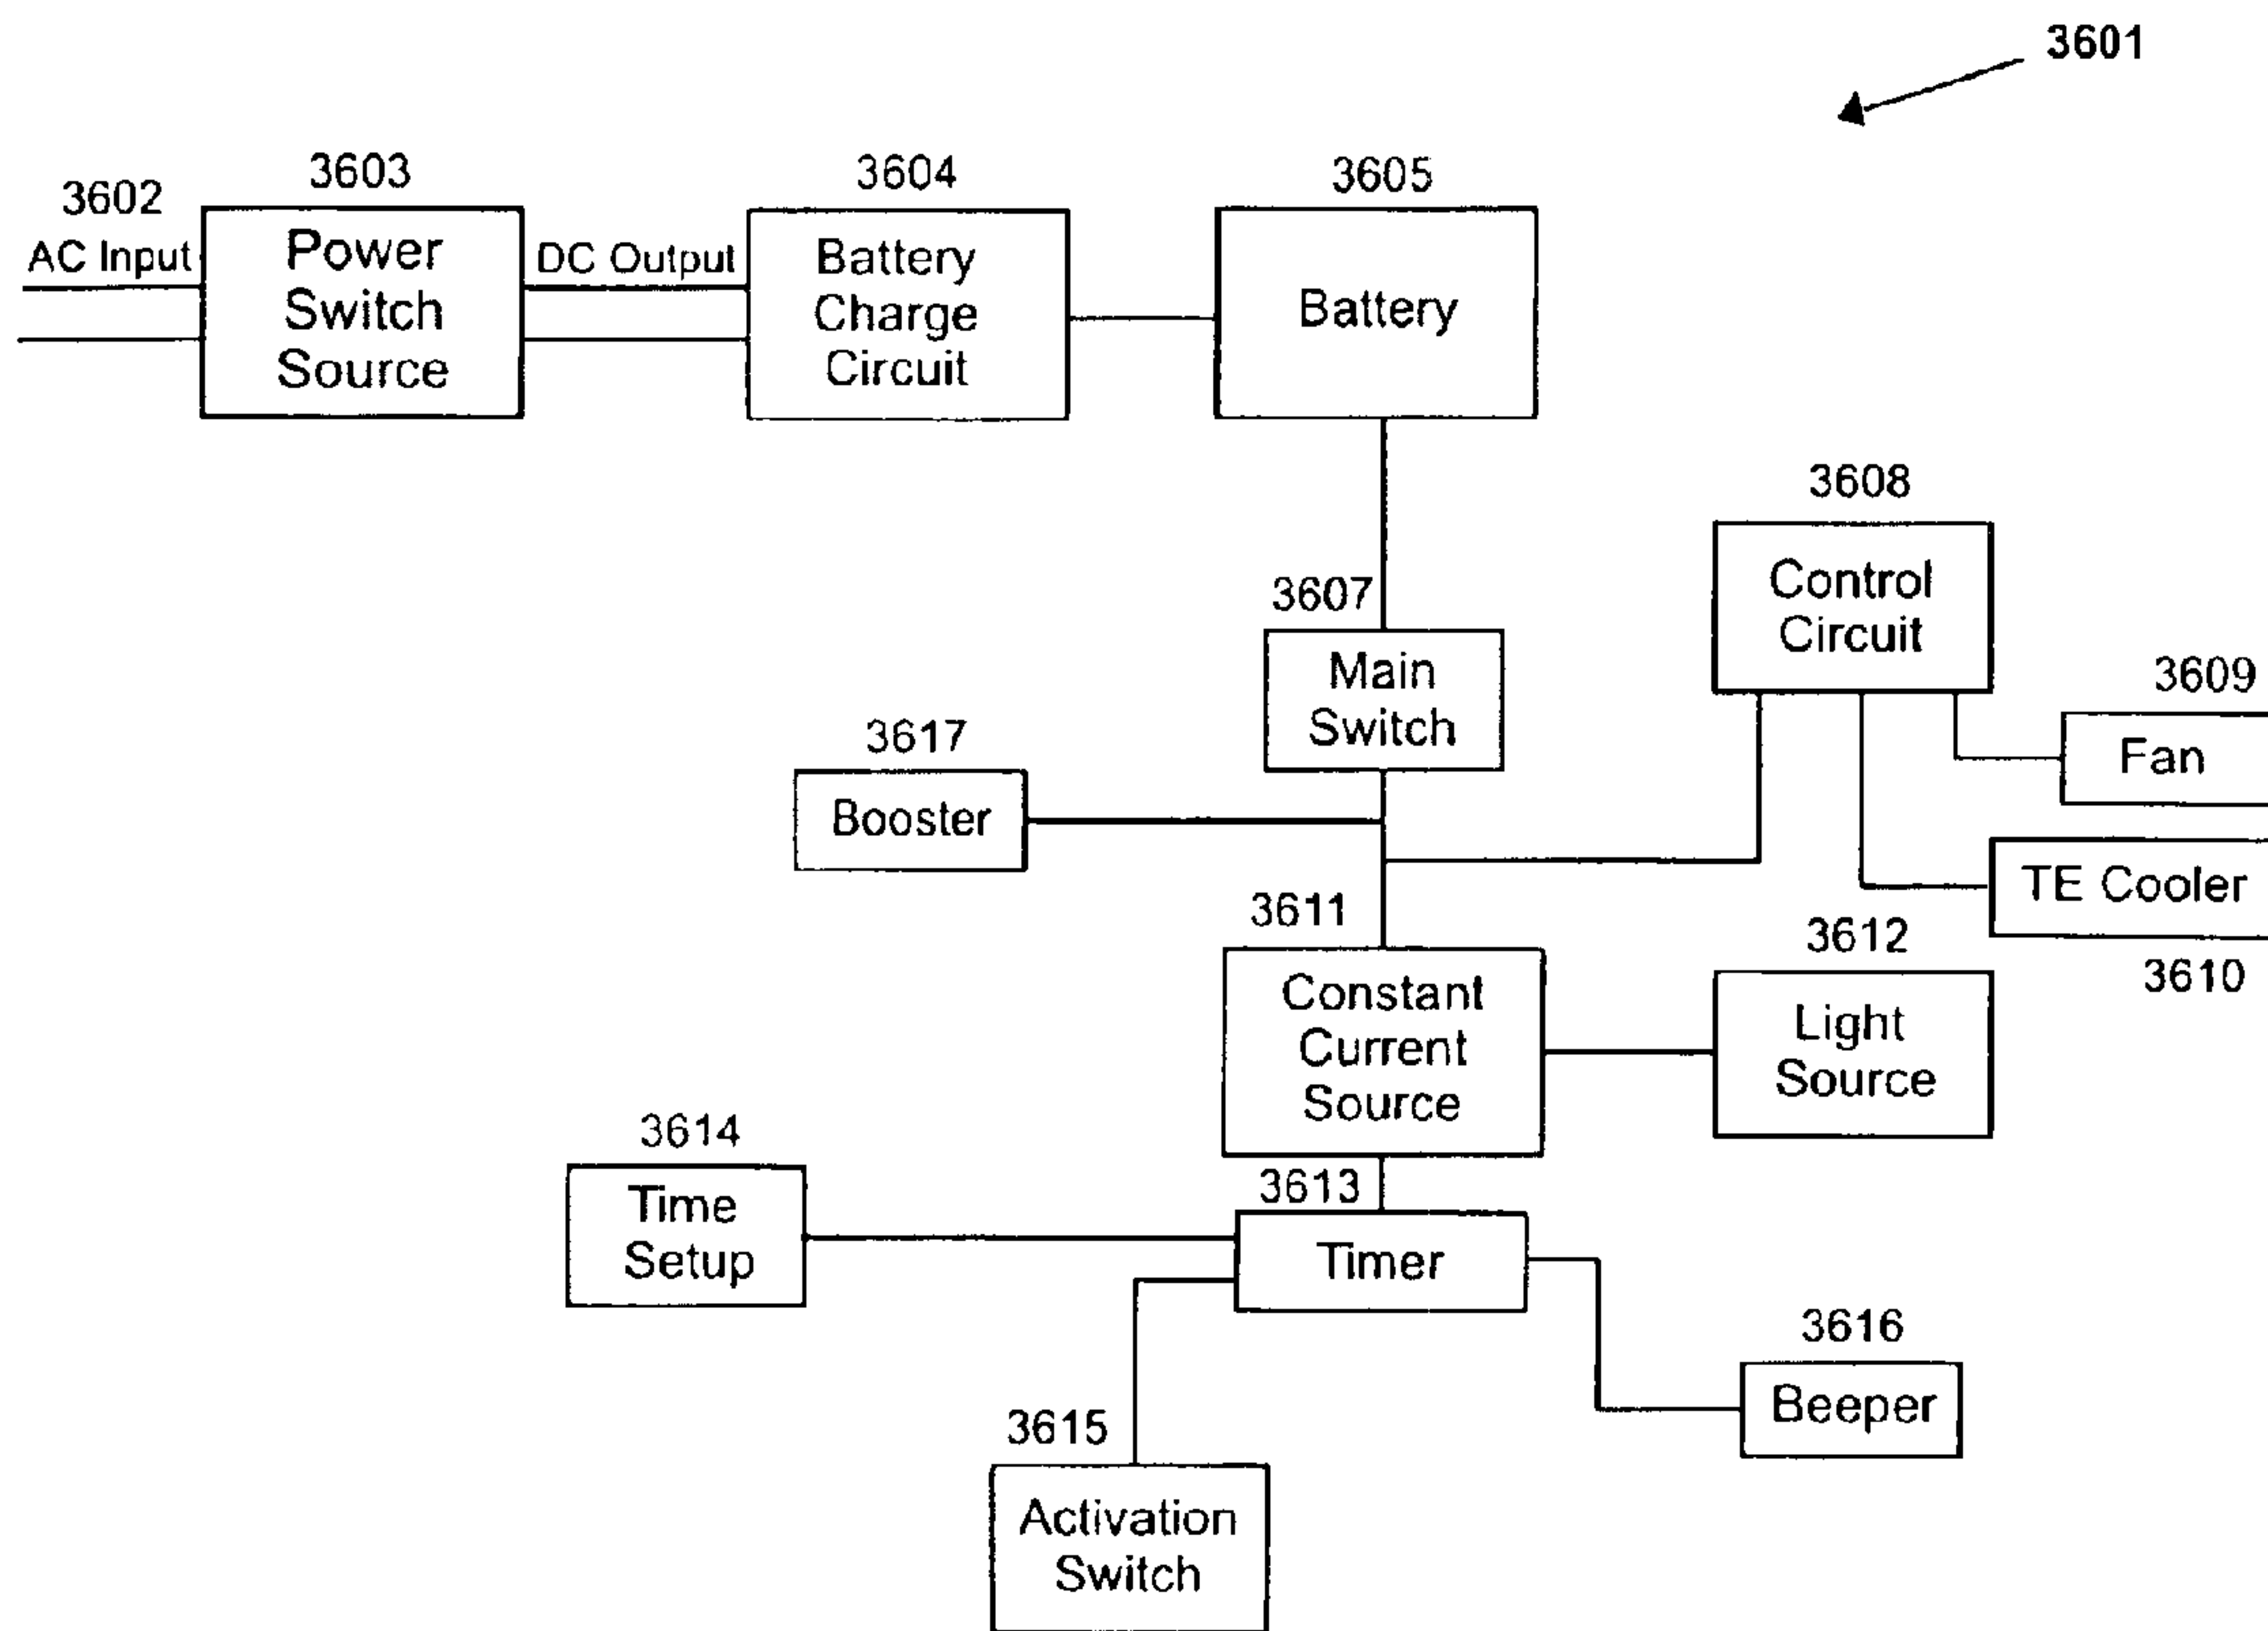 3601
3602
AC Input
3603
Power
Switch
Source
DC Output
3604
Battery
Charge
Circuit
3605
Battery
3607
Main
Switch
3608
Control
Circuit
3609
Fan
TE Cooler
3610
3617
Booster
3611
Constant
Current
Source
3612
Light
Source
3613
Timer
3614
Time
Setup
3615
Activation
Switch
3616
Beeper